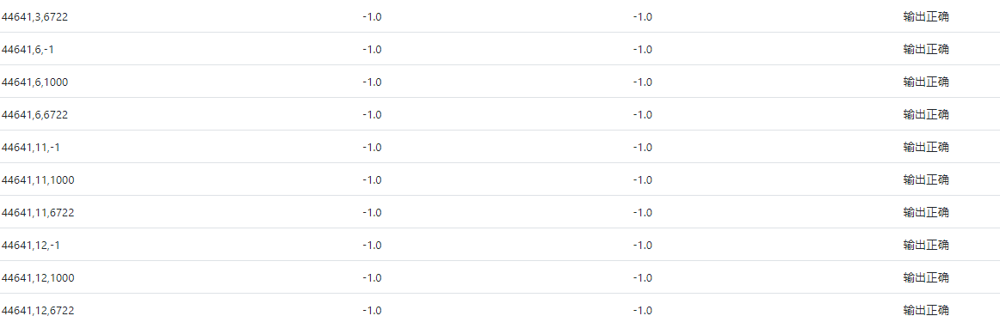 44641,3,6722 -1.0 -1.0 输出正确
44641,6,-1 -1.0 -1.0 输出正确
44641,6,1000 -1.0 -1.0 输出正确
44641,6,6722 -1.0 -1.0 输出正确
44641,11,-1 -1.0 -1.0 输出正确
44641,11,1000 -1.0 -1.0 输出正确
44641,11,6722 -1.0 -1.0 输出正确
44641,12,-1 -1.0 -1.0 输出正确
44641,12,1000 -1.0 -1.0 输出正确
44641,12,6722 -1.0 -1.0 输出正确